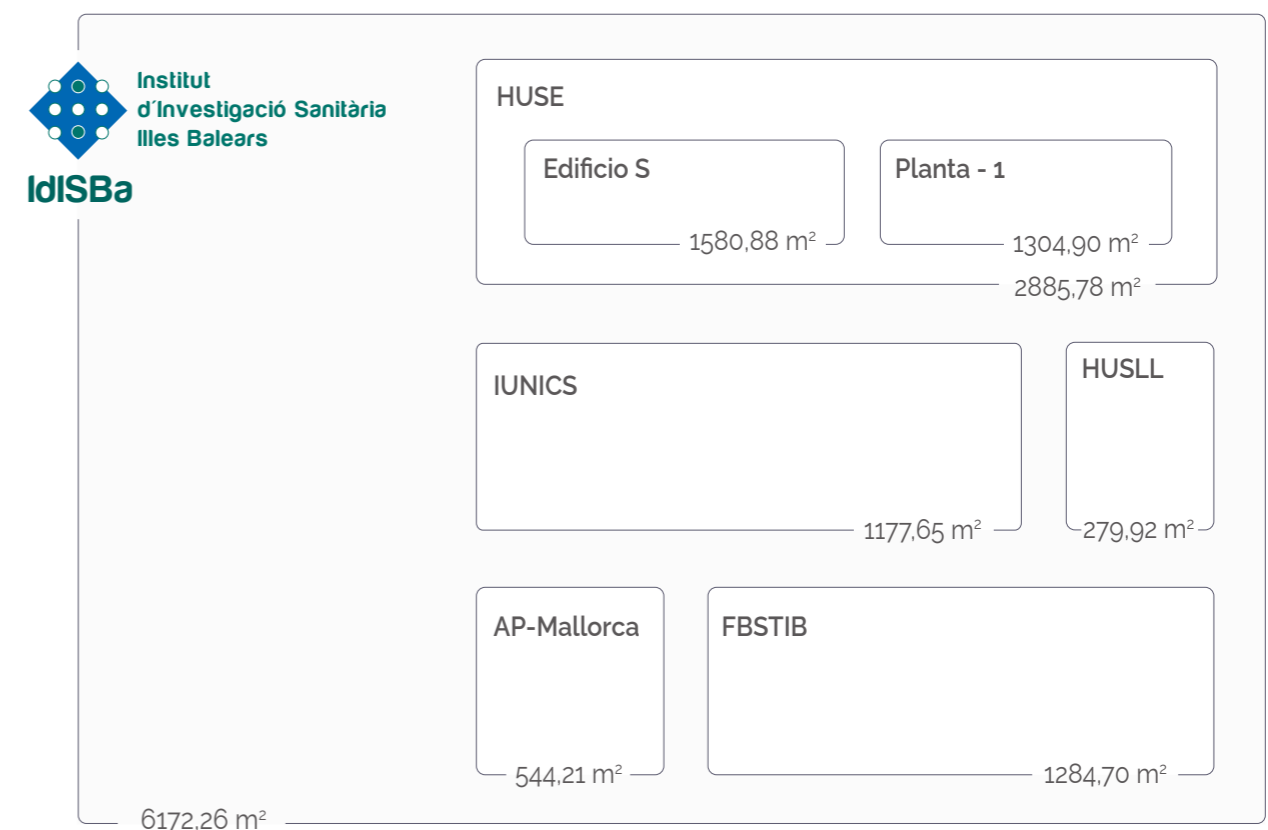 Institut
d´Investigació Sanitària
Illes Balears
IdISBa
HUSE
Edificio S
1580,88 m²
Planta - 1
1304,90 m²
2885,78 m²
IUNICS
1177,65 m²
HUSLL
279,92 m²
AP-Mallorca
544,21 m²
FBSTIB
1284,70 m²
6172,26 m²